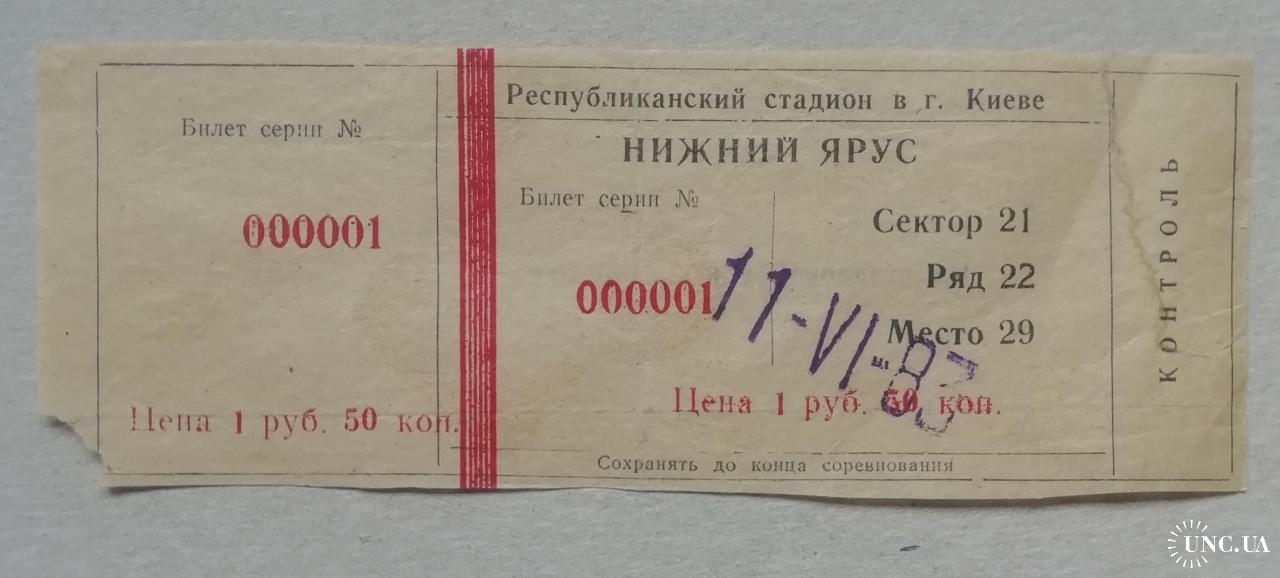 Билет серии №
000001
Цена 1 руб. 50 коп.
Республиканский стадион в г. Киеве
НИЖНИЙ ЯРУС
Билет серии №
000001
Сектор 21
Ряд 22
Место 29
11-VI-83
Цена 1 руб. 50 коп.
Сохранять до конца соревнования
КОНТРОЛЬ
UNC.UA